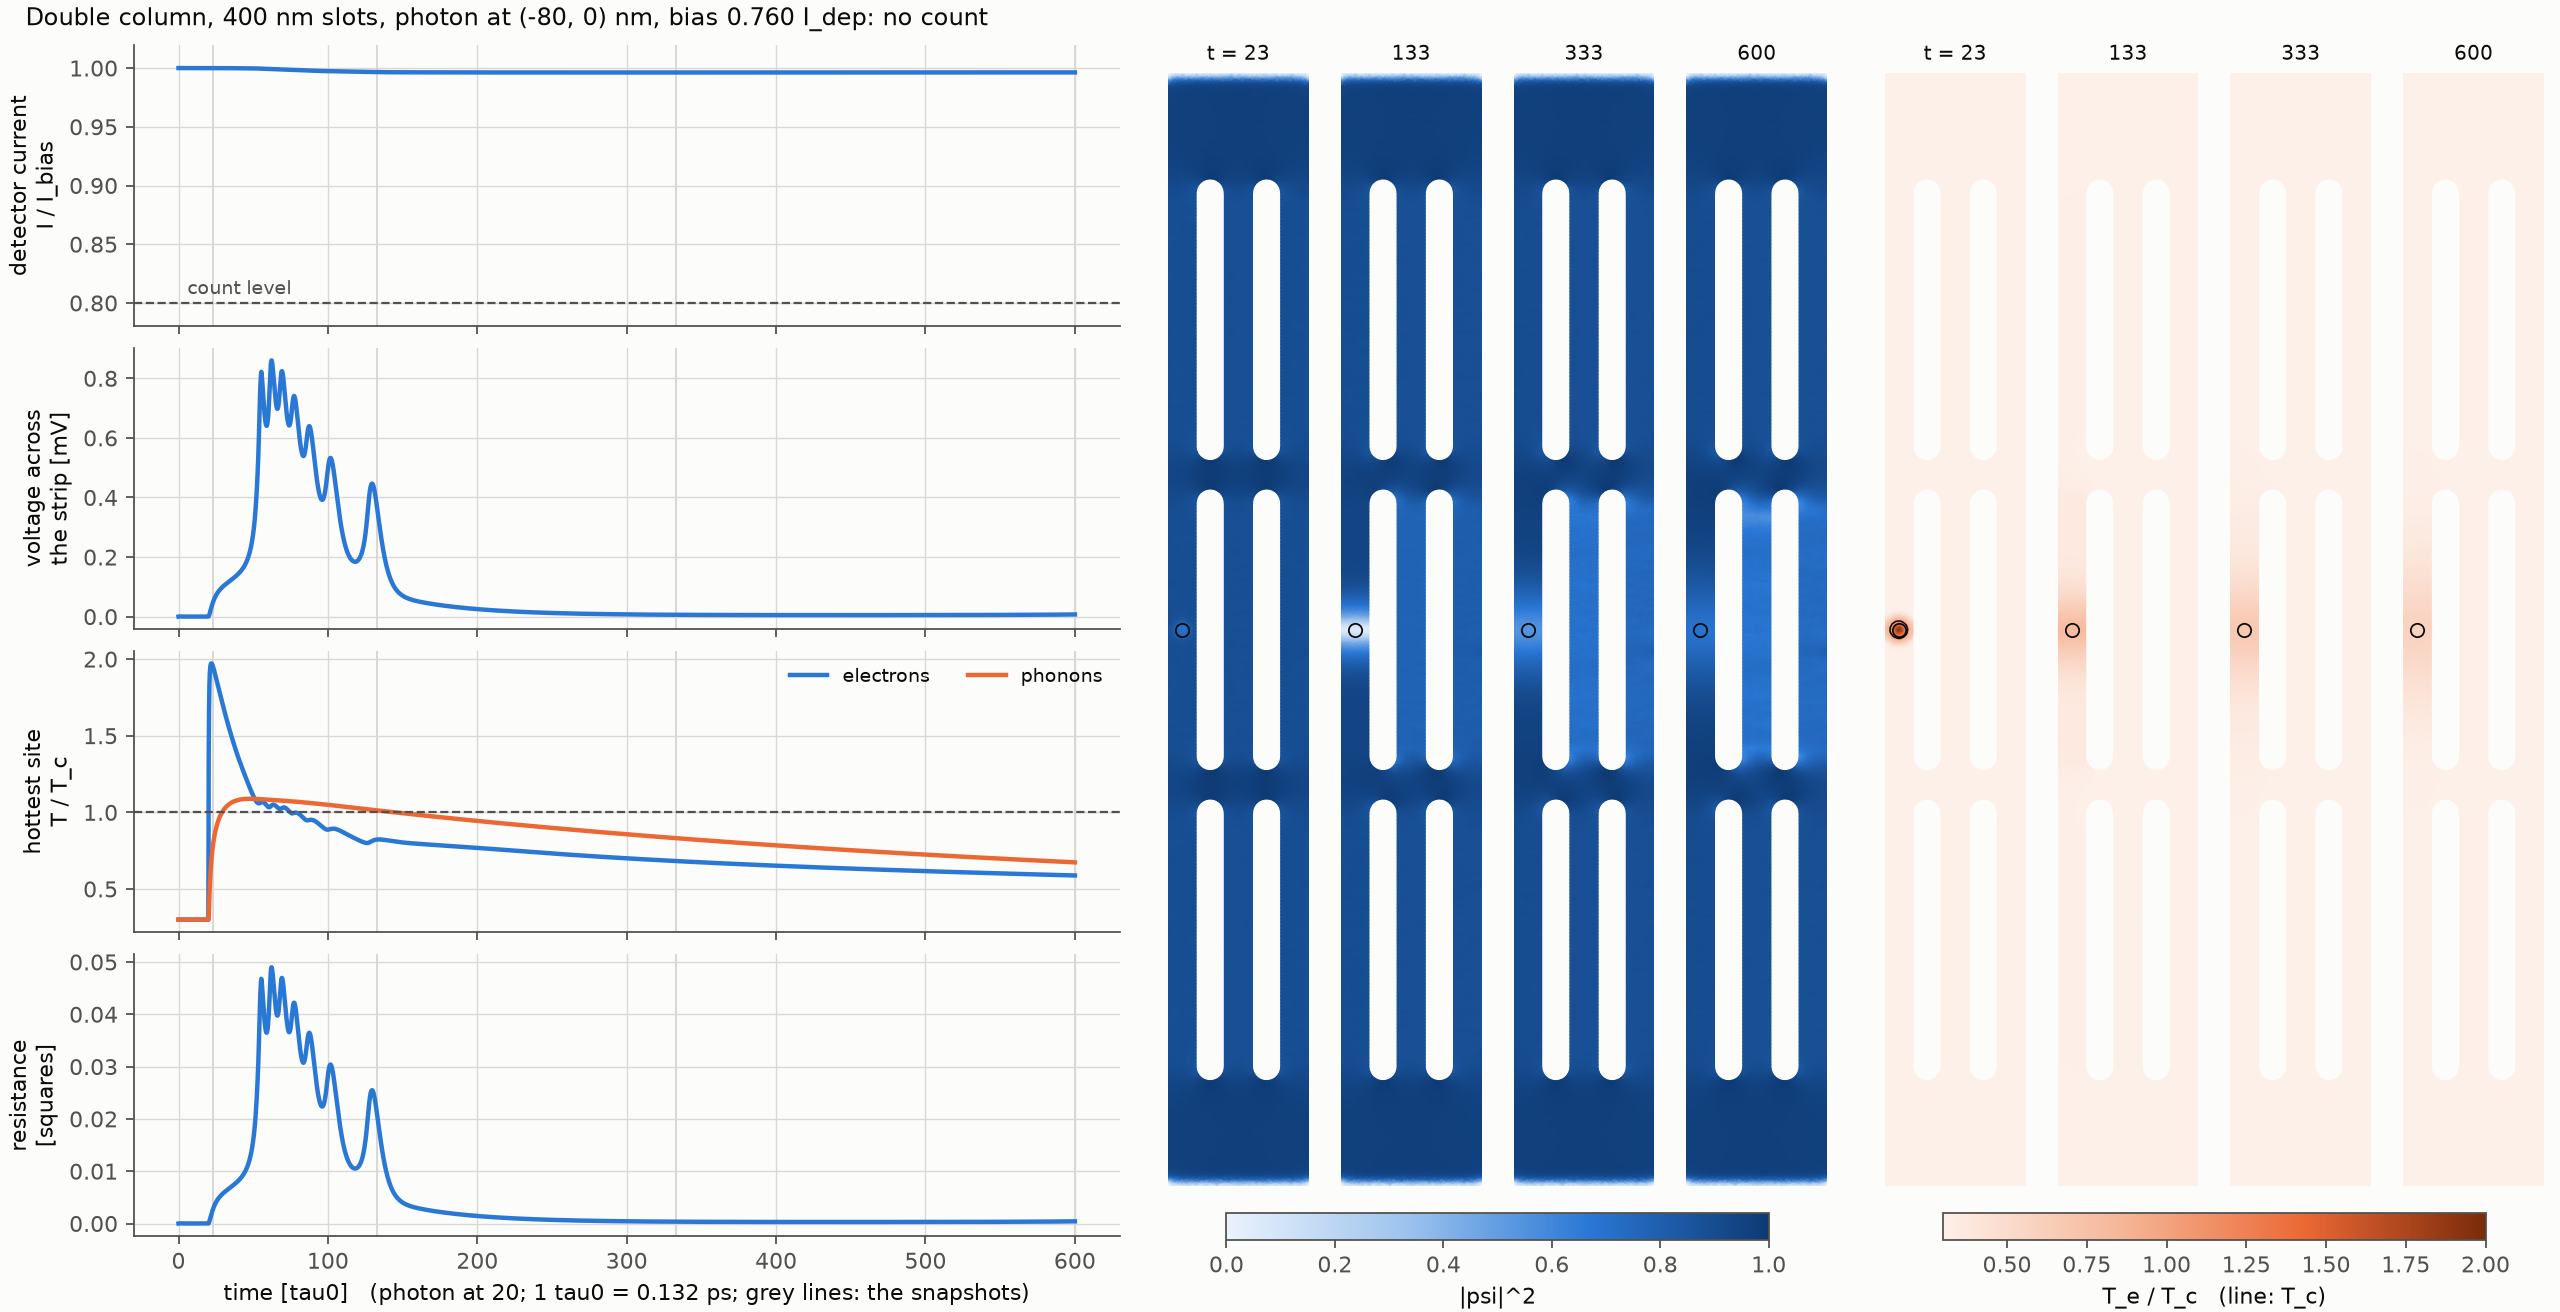 Double column, 400 nm slots, photon at (-80, 0) nm, bias 0.760 I_dep: no count
detector current
I / I_bias
1.00
0.95
0.90
0.85
0.80
count level
voltage across
the strip [mV]
0.8
0.6
0.4
0.2
0.0
hottest site
T / T_c
2.0
1.5
1.0
0.5
electrons
phonons
resistance
[squares]
0.05
0.04
0.03
0.02
0.01
0.00
0 100 200 300 400 500 600
time [tau0]   (photon at 20; 1 tau0 = 0.132 ps; grey lines: the snapshots)
t = 23 133 333 600
0.0 0.2 0.4 0.6 0.8 1.0
|psi|^2
t = 23 133 333 600
0.50 0.75 1.00 1.25 1.50 1.75 2.00
T_e / T_c   (line: T_c)